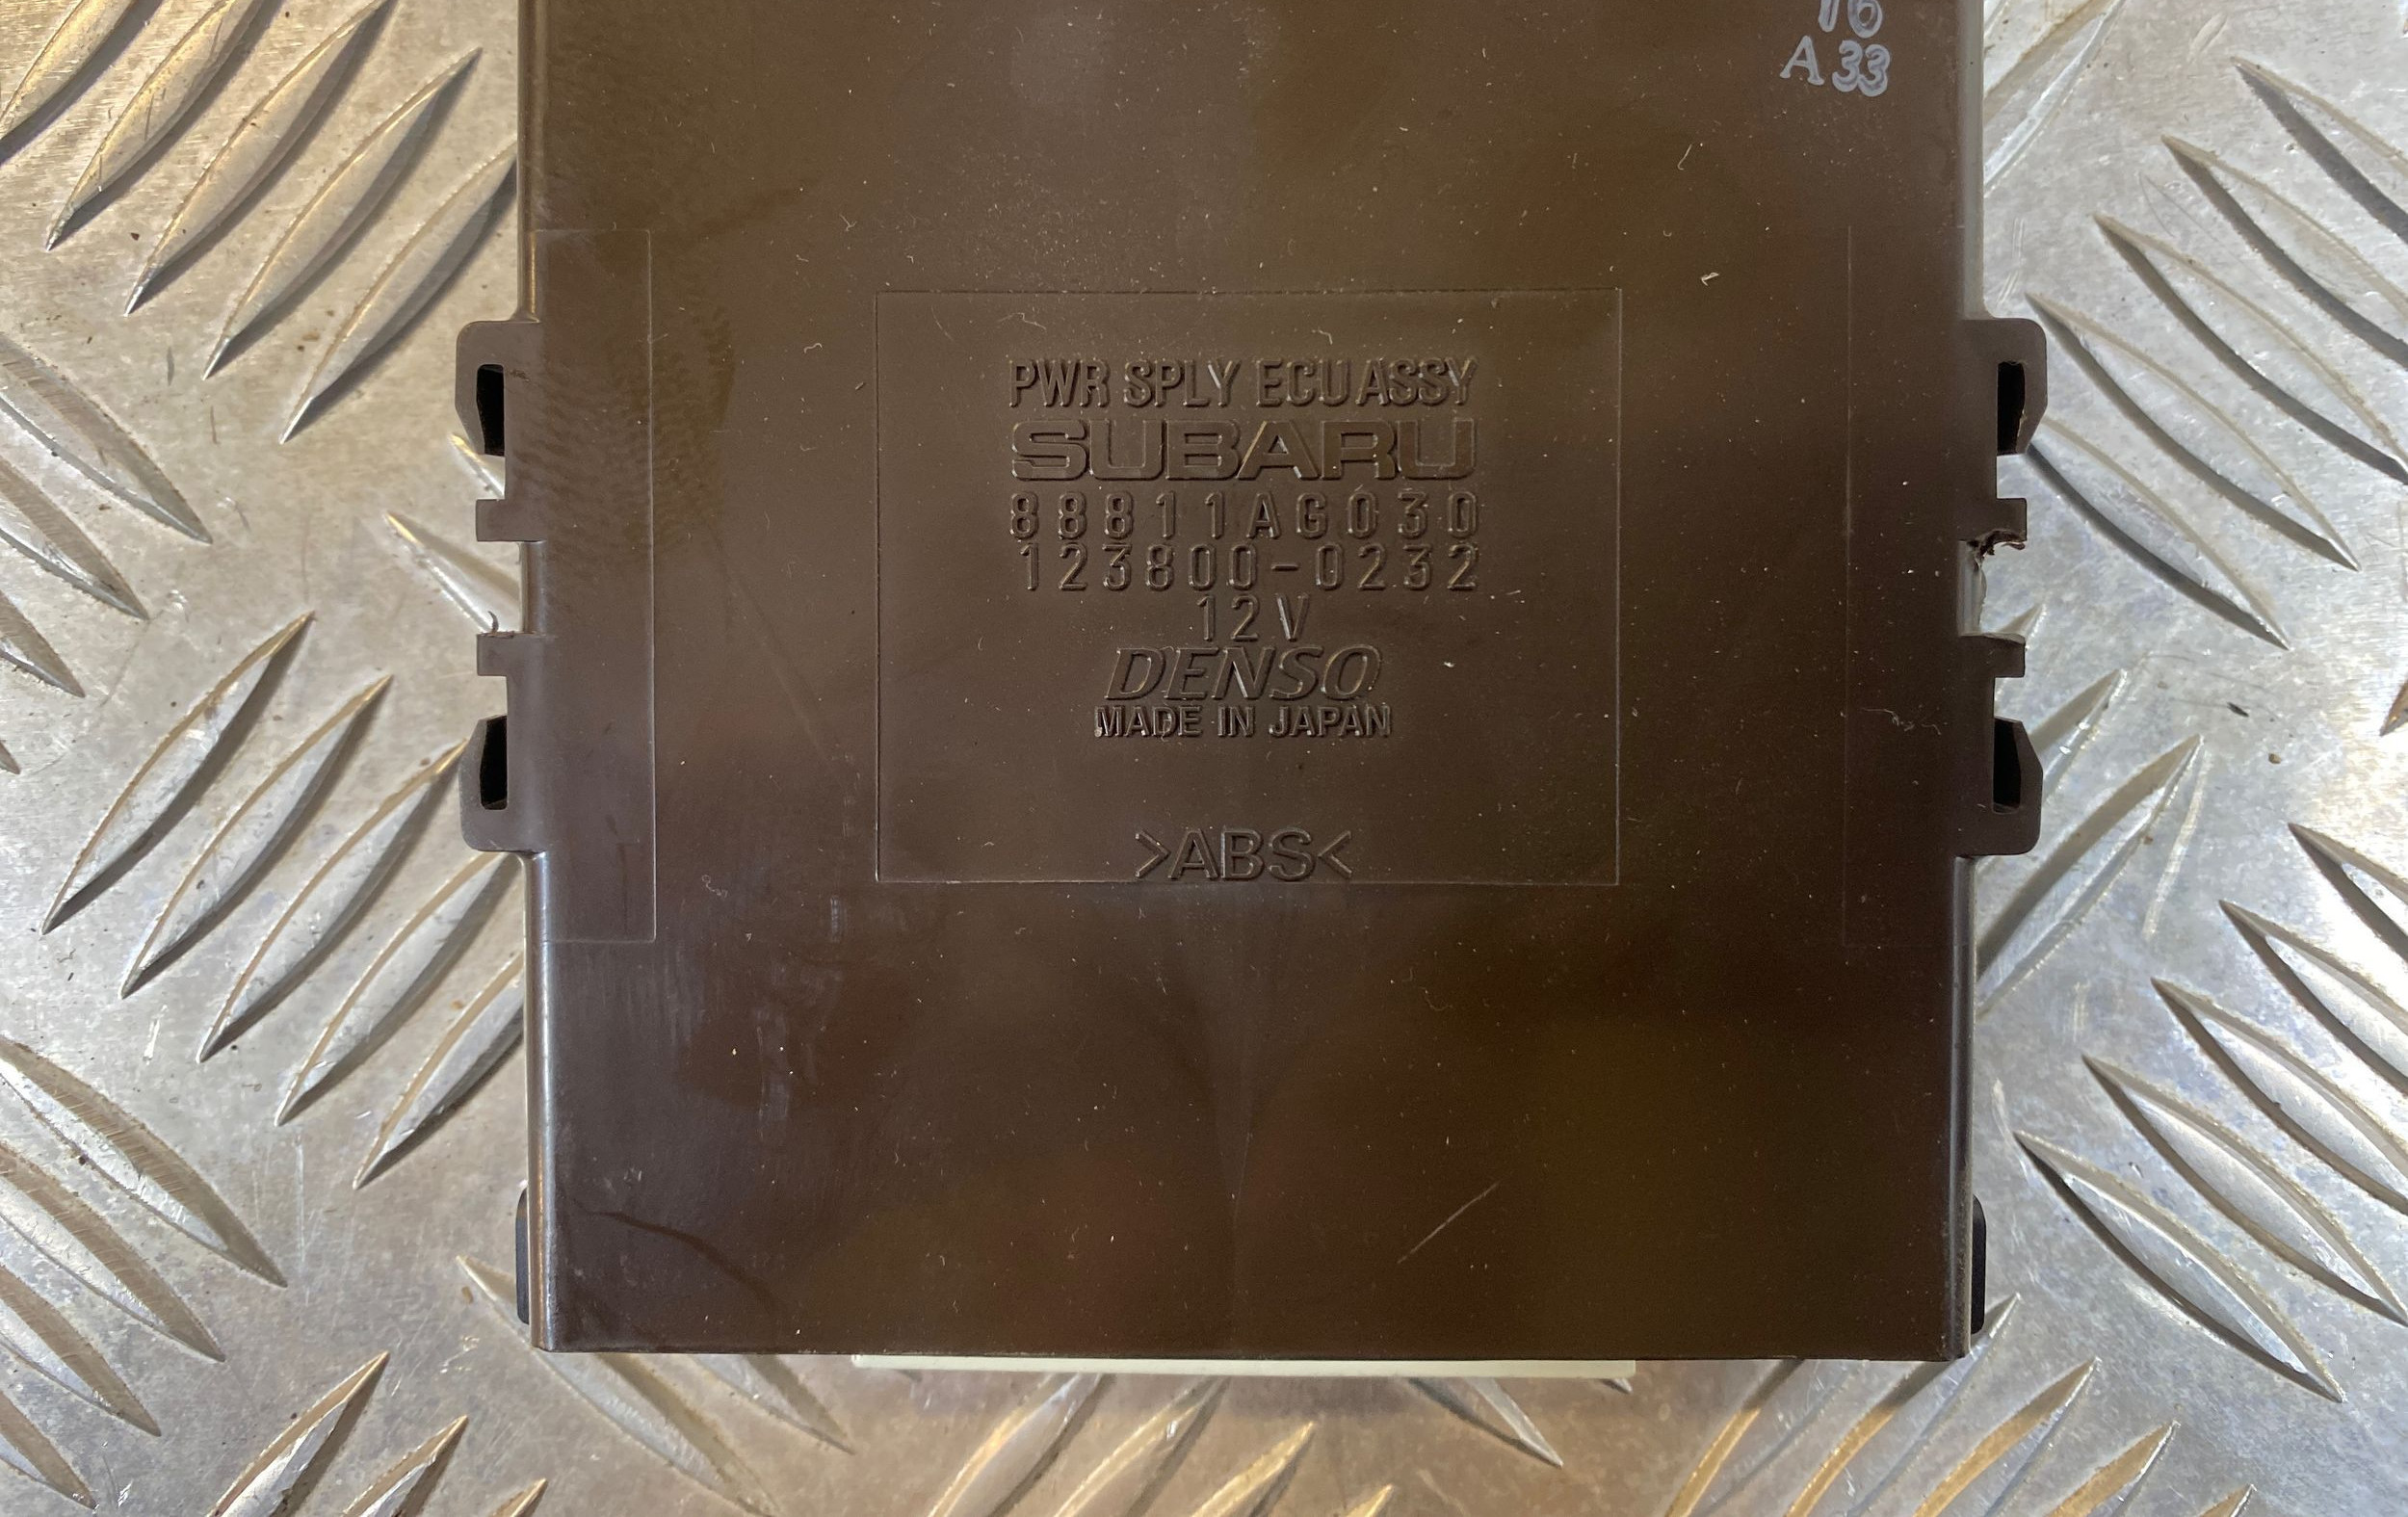 16
A33
PWR SPLY ECU ASSY
SUBARU
88811AG030
123800-0232
12V
DENSO
MADE IN JAPAN
>ABS<